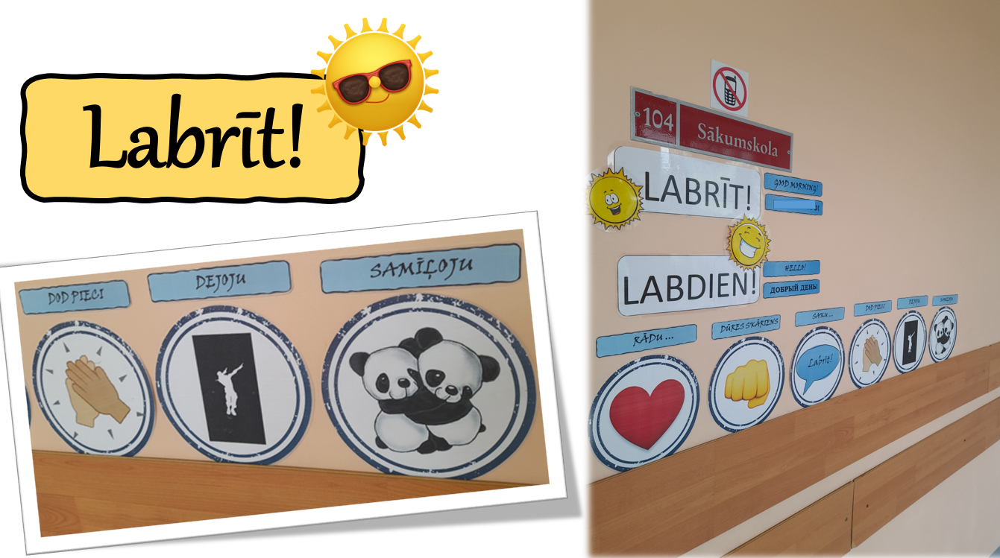 Labrīt!
DOD PIECI
DEJOJU
SAMĪĻOJU
104
Sākumskola
LABRĪT!
GOOD MORNING!
LABDIEN!
HELLO!
ДОБРЫЙ ДЕНЬ!
RĀDU ...
DŪRES SKĀRIENS
SAKU ...
DOD PIECI
DEJOJU
SAMĪĻOJU
Labrīt!